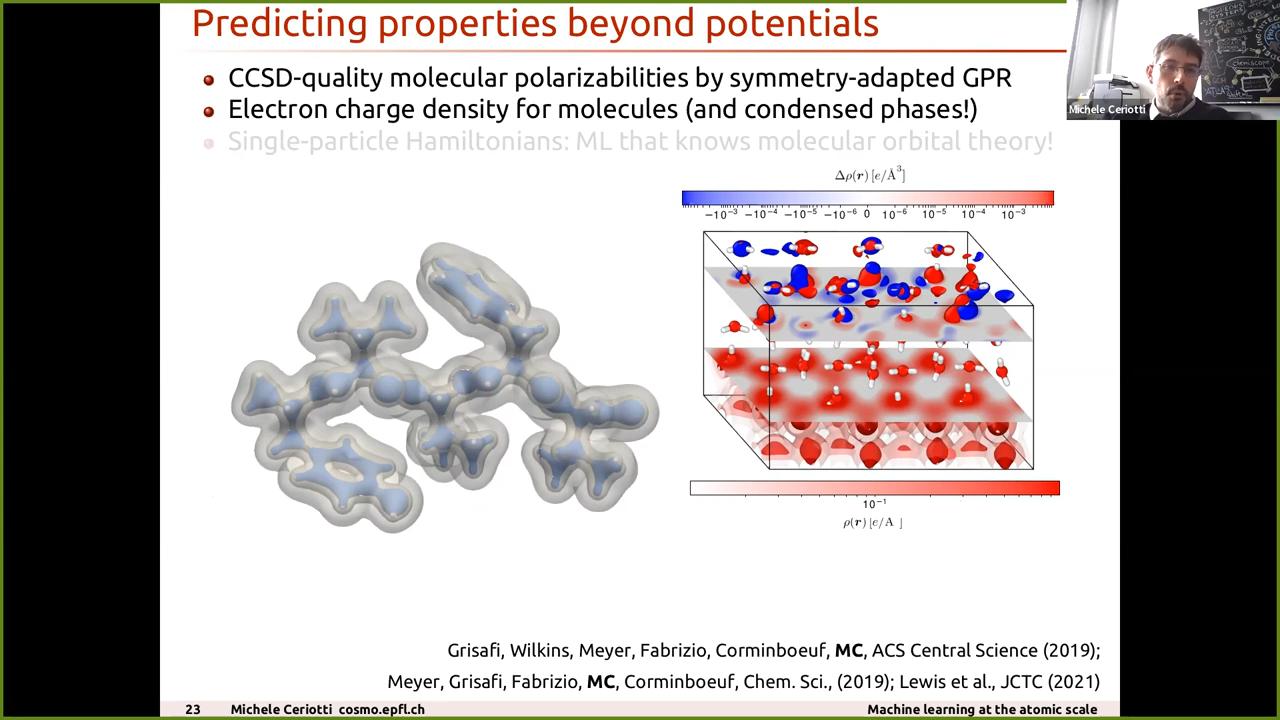 Predicting properties beyond potentials
CCSD-quality molecular polarizabilities by symmetry-adapted GPR
Electron charge density for molecules (and condensed phases!)
Single-particle Hamiltonians: ML that knows molecular orbital theory!
Michele Ceriotti
Δρ(r) [e/Å³]
−10⁻³ −10⁻⁴ −10⁻⁵ −10⁻⁶ 0 10⁻⁶ 10⁻⁵ 10⁻⁴ 10⁻³
10⁻¹
ρ(r) [e/A ]
Grisafi, Wilkins, Meyer, Fabrizio, Corminboeuf, MC, ACS Central Science (2019);
Meyer, Grisafi, Fabrizio, MC, Corminboeuf, Chem. Sci., (2019); Lewis et al., JCTC (2021)
23 Michele Ceriotti cosmo.epfl.ch Machine learning at the atomic scale